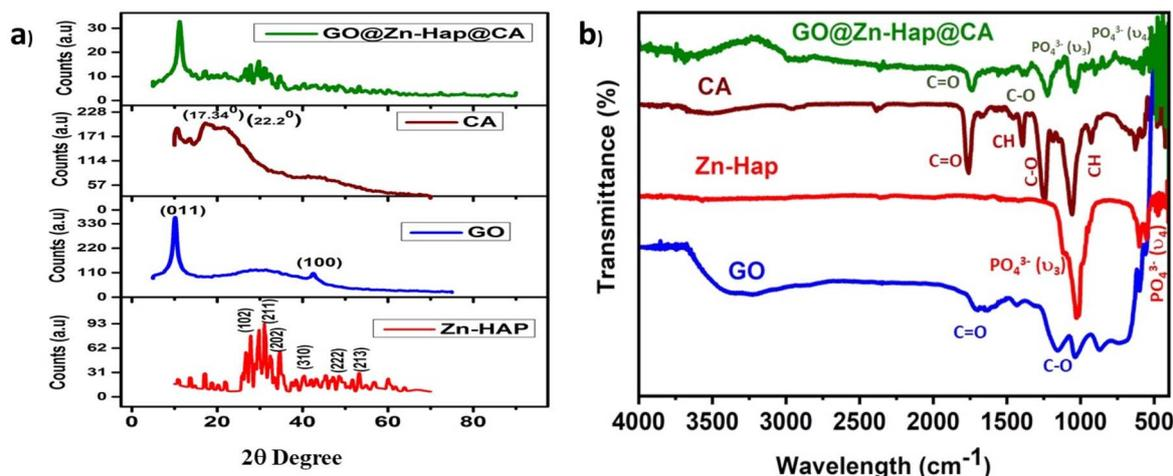 a)
GO@Zn-Hap@CA
Counts (a.u)
30
20
10
0
(17.34⁰)
(22.2⁰)
CA
Counts (a.u)
228
171
114
57
0
(011)
GO
(100)
Counts (a.u)
330
220
110
0
Zn-HAP
(102)
(211)
(202)
(310)
(222)
(213)
Counts (a.u)
93
62
31
0
0 20 40 60 80
2θ Degree
b)
GO@Zn-Hap@CA
PO₄³⁻ (υ₃)
PO₄³⁻ (υ₄)
C=O
C-O
CA
C=O
CH
C-O
CH
Zn-Hap
PO₄³⁻ (υ₃)
PO₄³⁻ (υ₄)
GO
C=O
C-O
Transmittance (%)
4000 2500 2000 1500 1000 500
Wavelength (cm⁻¹)